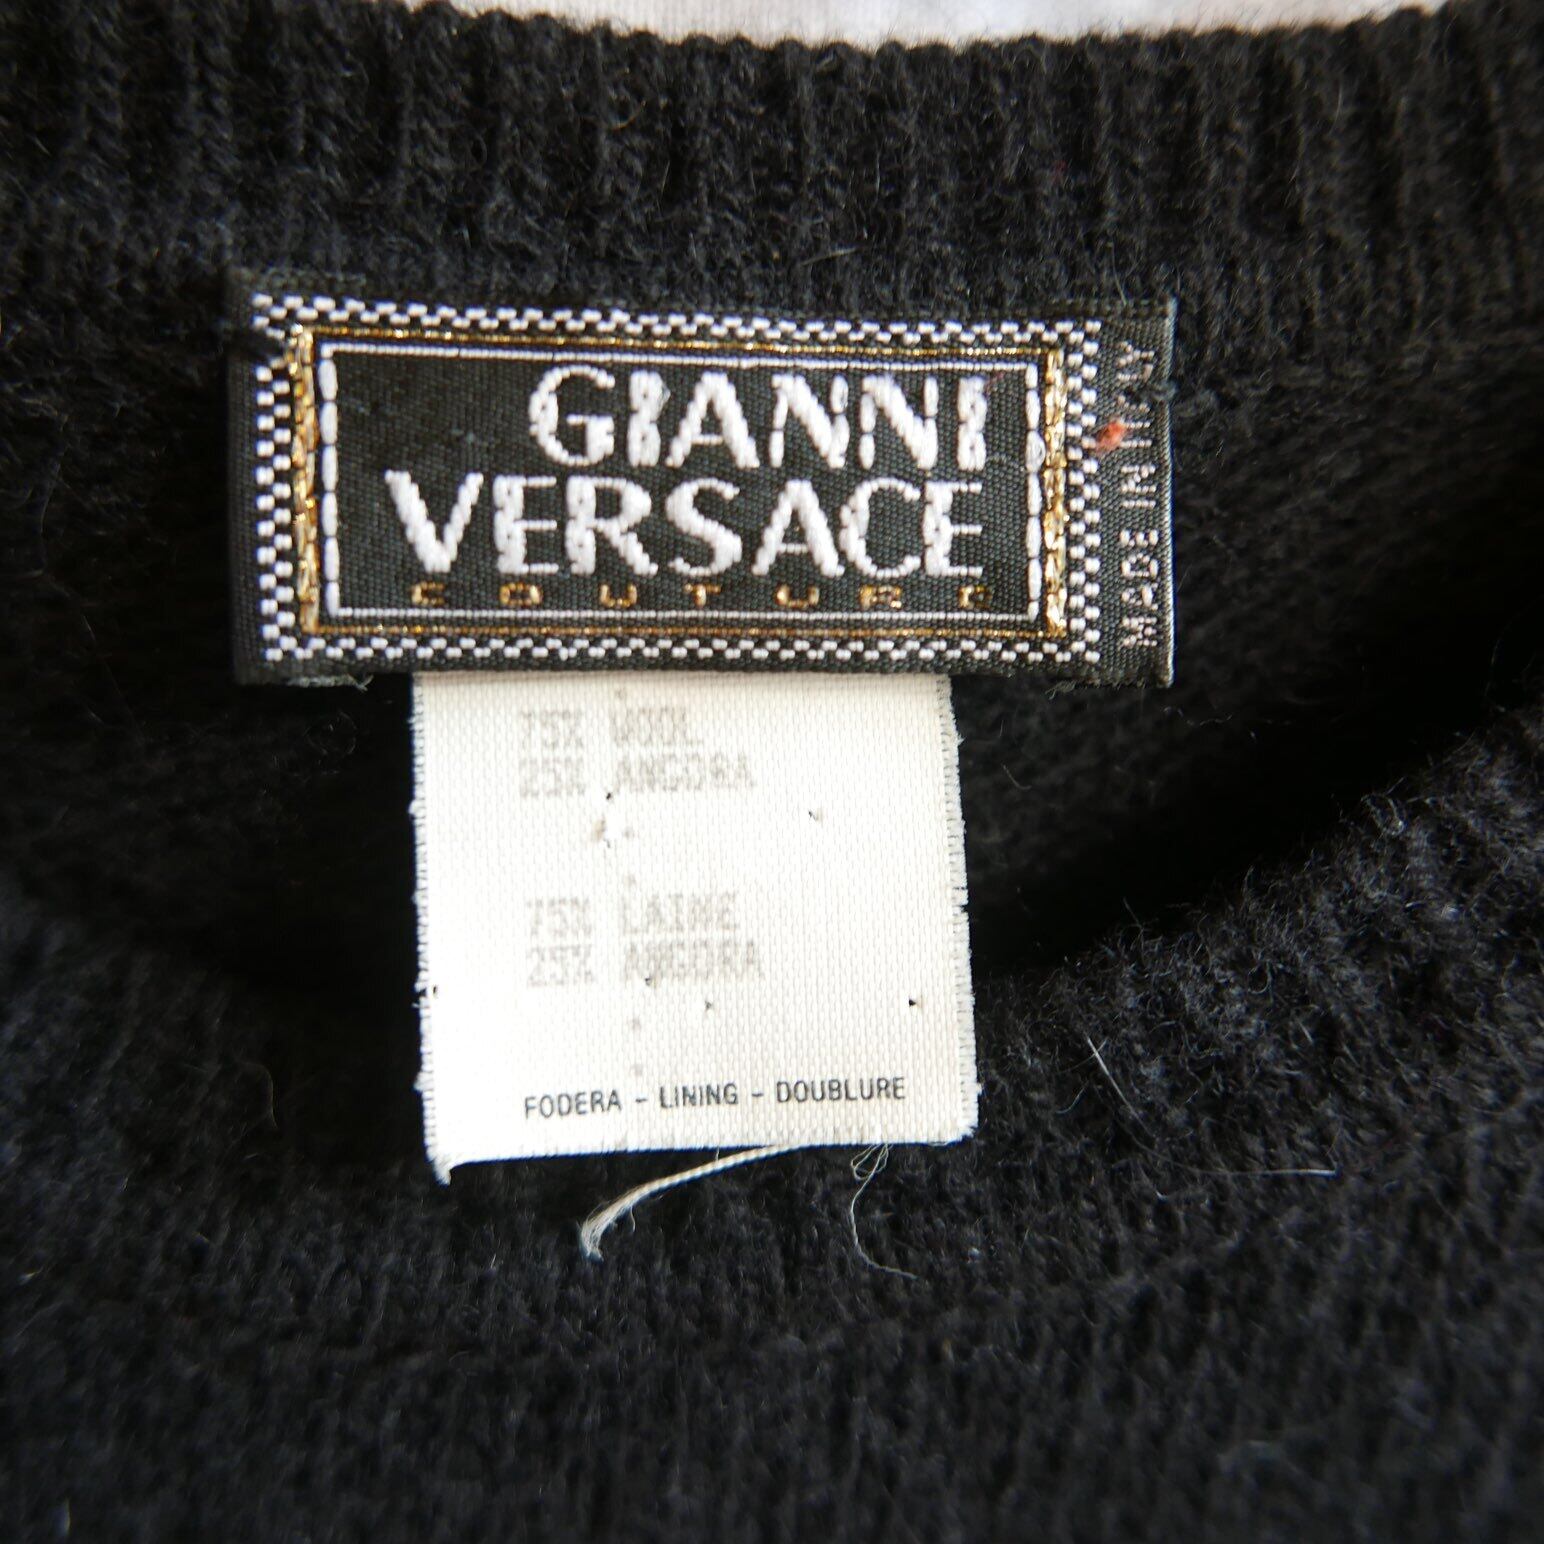 GIANNI
VERSACE
COUTURE
MADE IN ITALY
75% WOOL
25% ANGORA
75% LAINE
25% ANGORA
FODERA - LINING - DOUBLURE